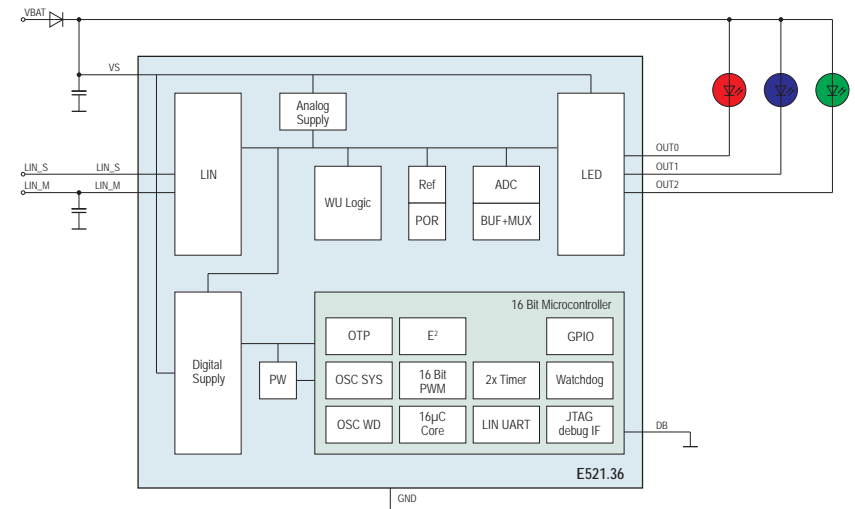 VBAT
VS
Analog
Supply
LIN
LED
OUT0
OUT1
OUT2
LIN_S
LIN_S
LIN_M
LIN_M
WU Logic
Ref
POR
ADC
BUF+MUX
16 Bit Microcontroller
OTP
E²
GPIO
Digital
Supply
PW
OSC SYS
16 Bit
PWM
2x Timer
Watchdog
OSC WD
16µC
Core
LIN UART
JTAG
debug IF
DB
E521.36
GND